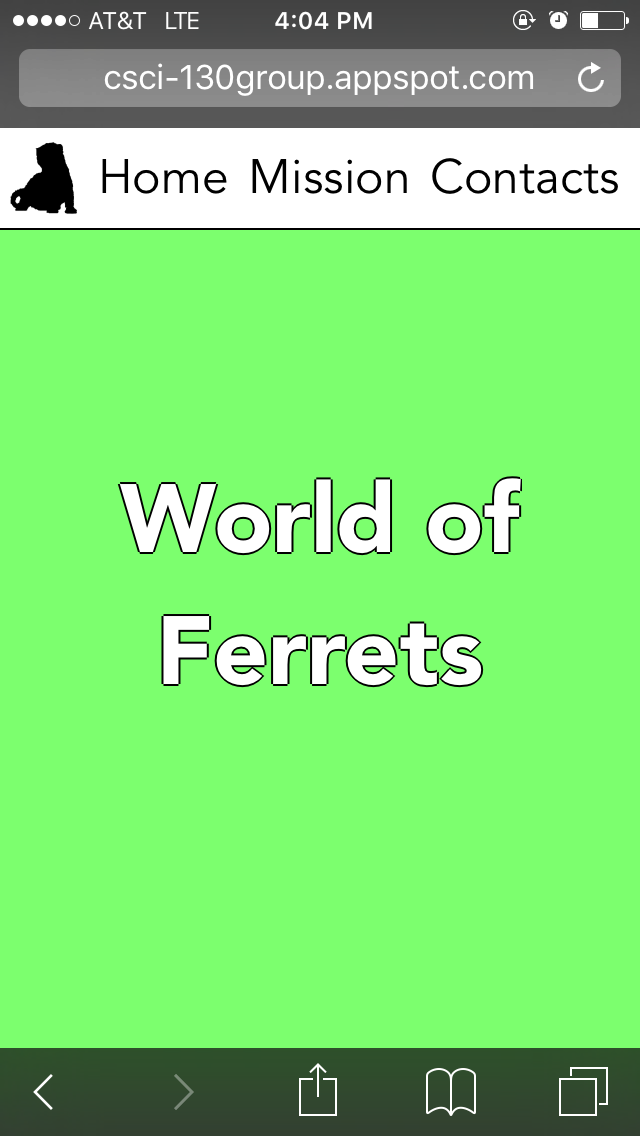 AT&T LTE 4:04 PM
csci-130group.appspot.com
Home Mission Contacts
World of
Ferrets